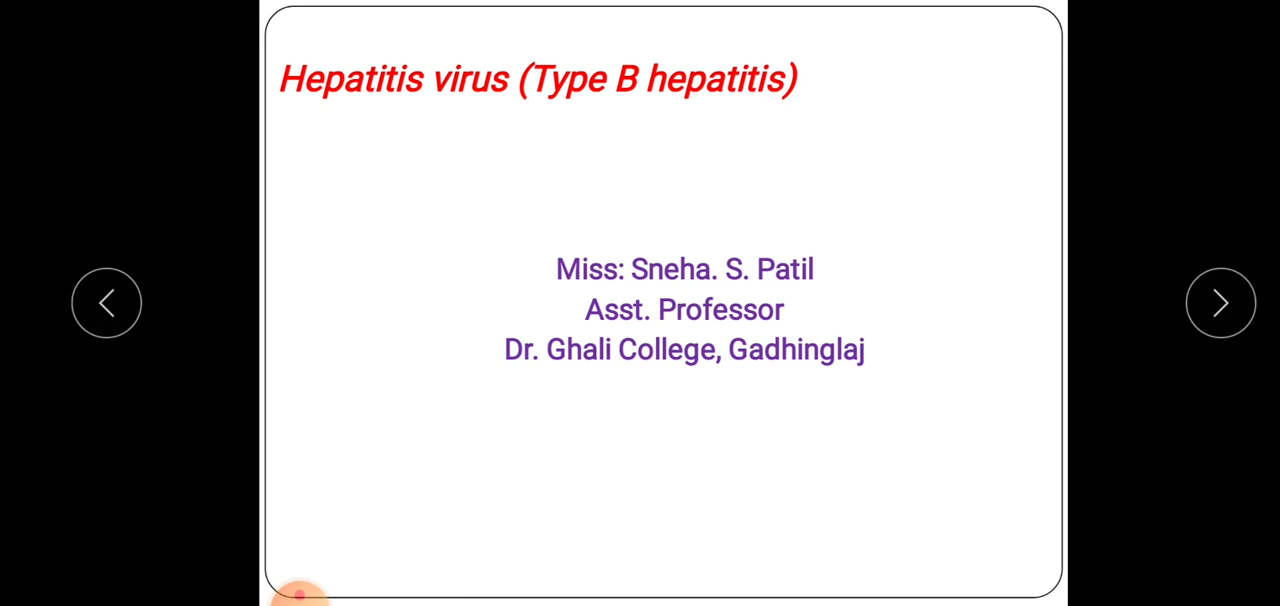 Hepatitis virus (Type B hepatitis)
Miss: Sneha. S. Patil
Asst. Professor
Dr. Ghali College, Gadhinglaj